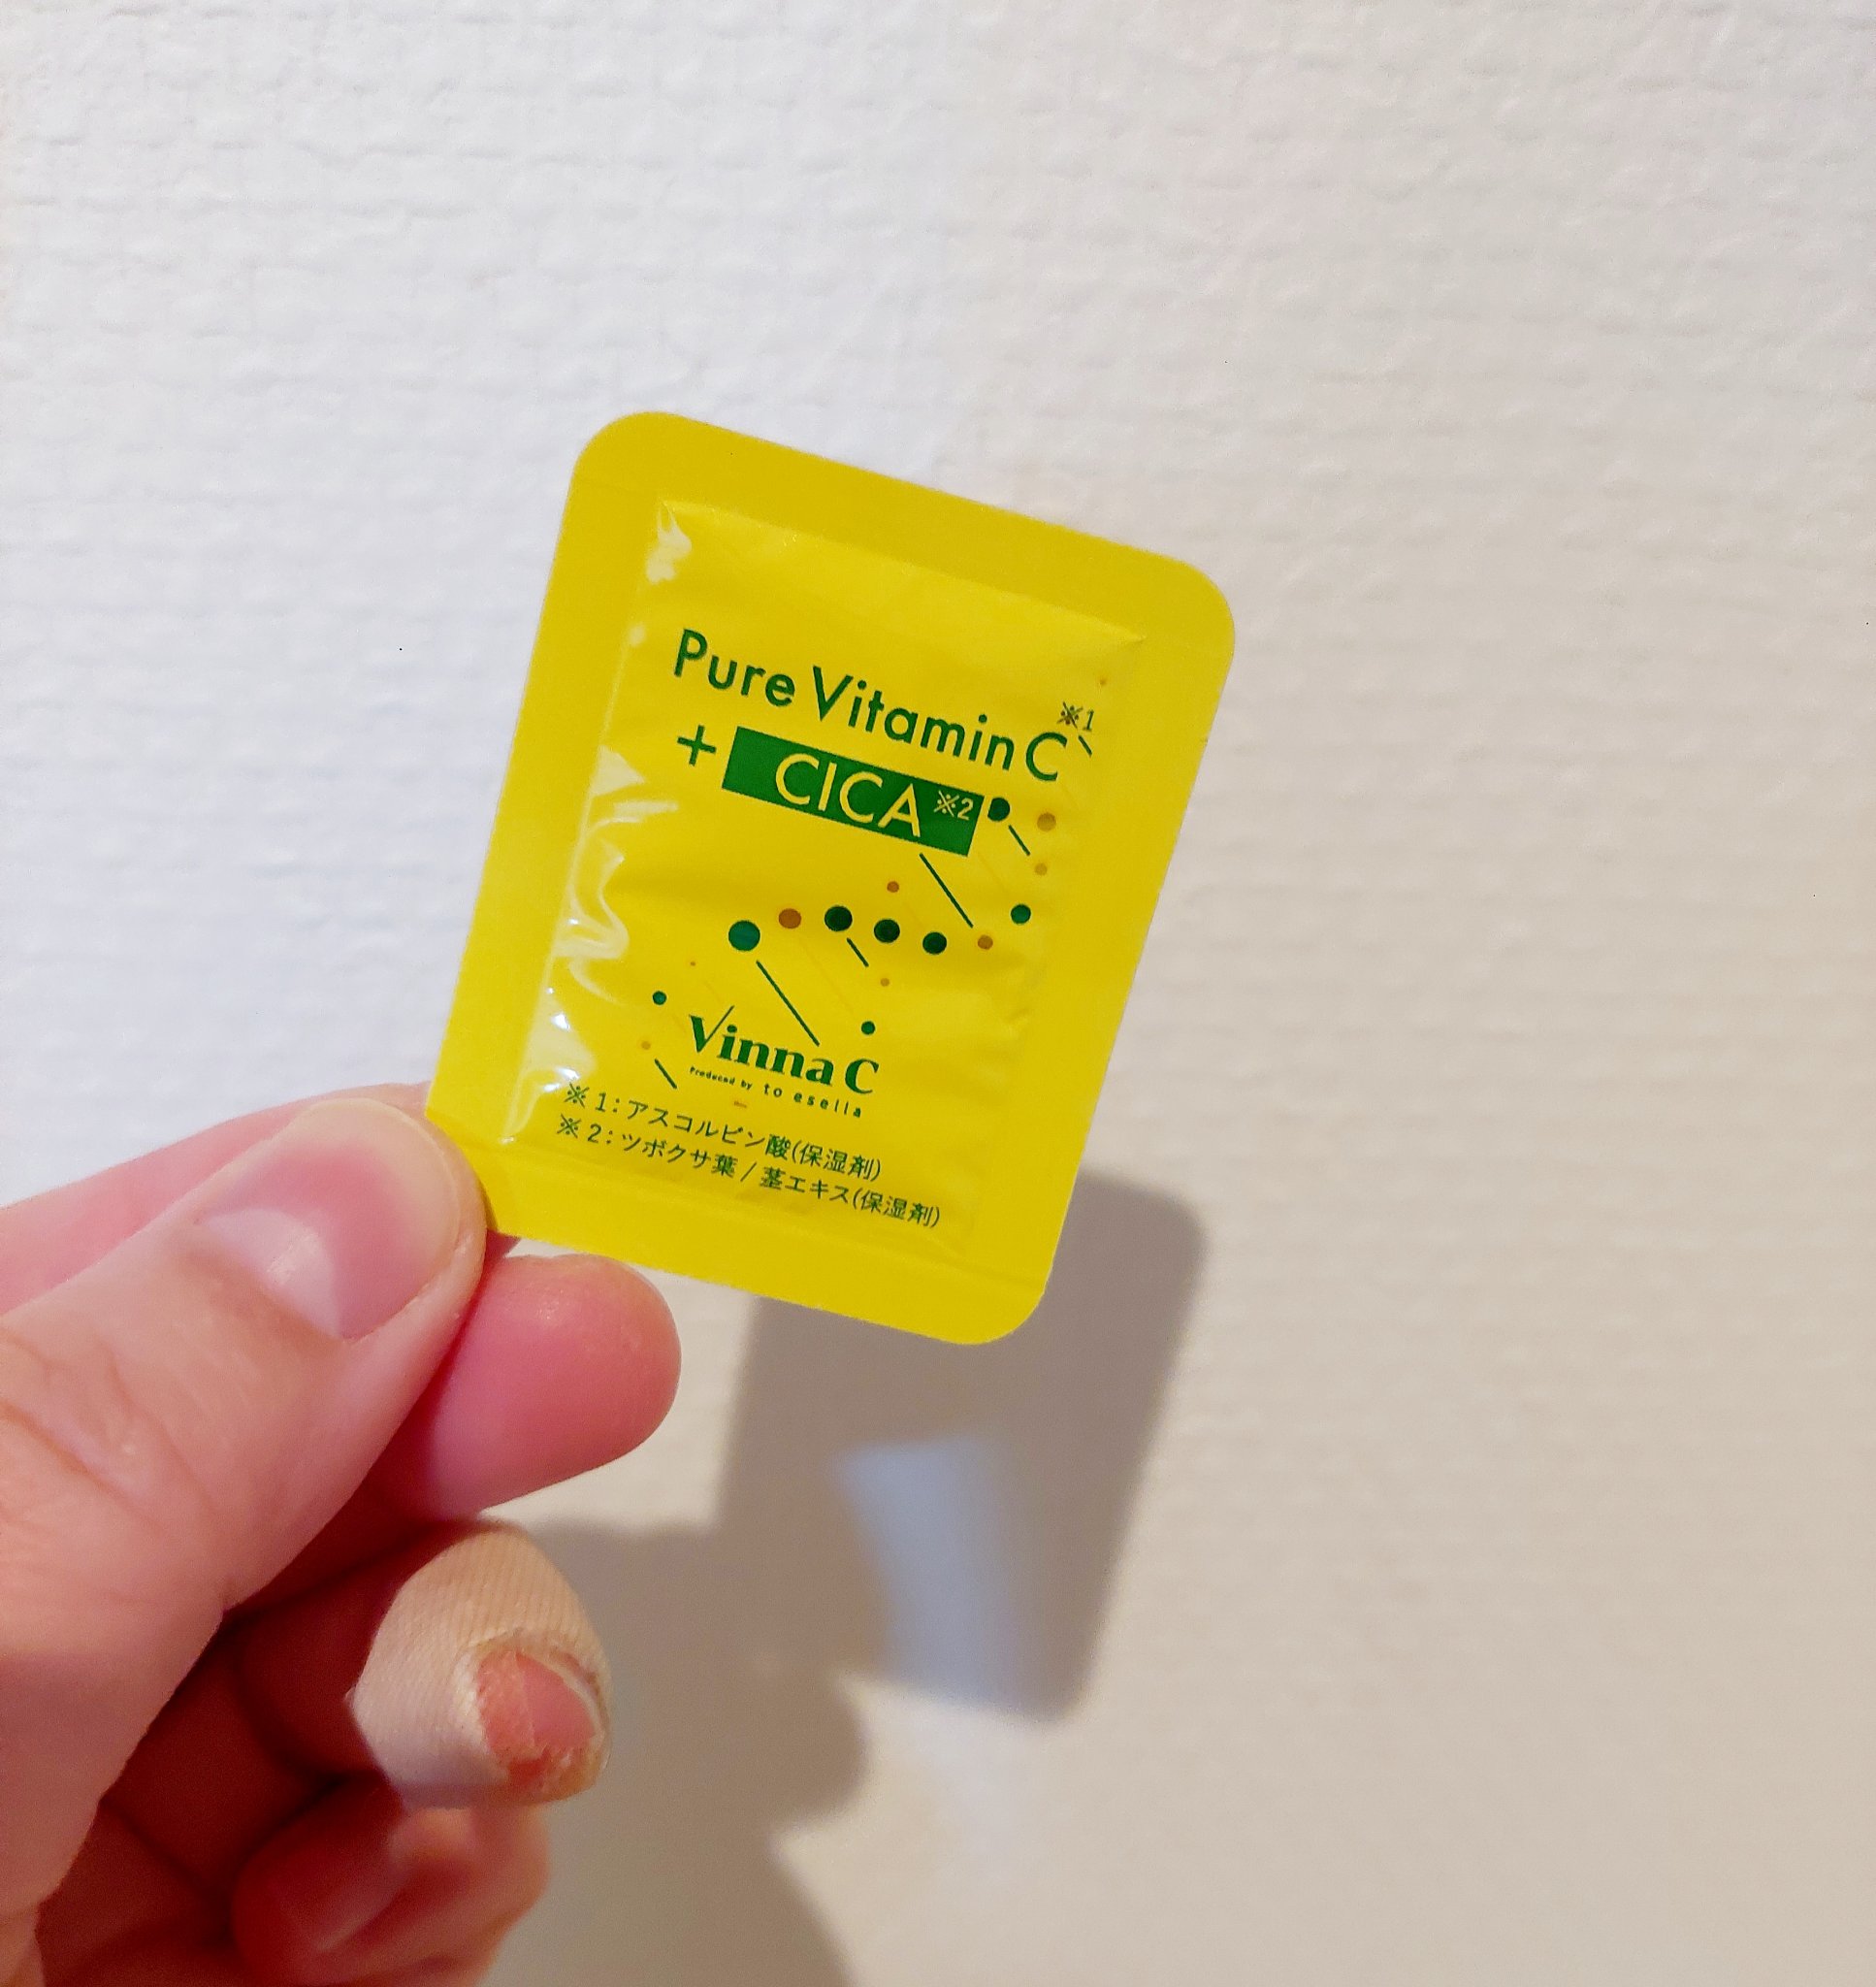 Pure Vitamin C ※1
+ CICA ※2
Vinna C
Produced by to esella
※1:アスコルビン酸(保湿剤)
※2:ツボクサ葉/茎エキス(保湿剤)